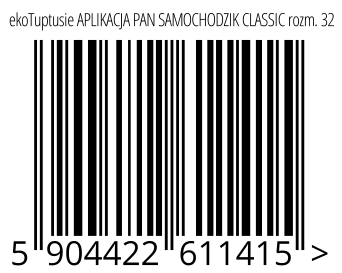 ekoTuptusie APLIKACJA PAN SAMOCHODZIK CLASSIC rozm. 32
5 904422 611415 >